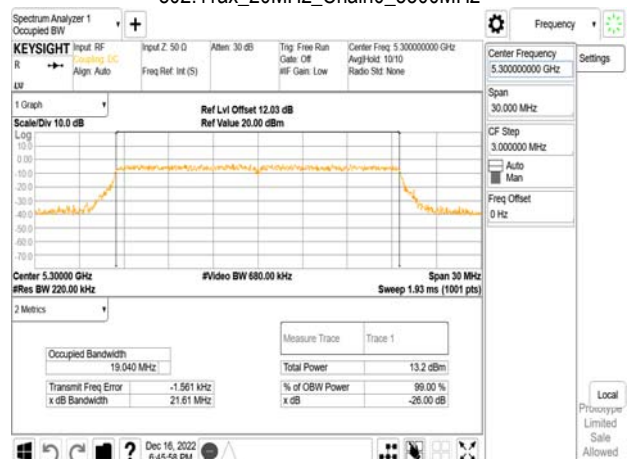 802.11ax_20MHz_Chain0_5300MHz
Spectrum Analyzer 1
Occupied BW
Frequency
KEYSIGHT
R
Input: RF
Coupling: DC
Align: Auto
Input Z: 50 Ω
Freq Ref: Int (S)
Atten: 30 dB
Trig: Free Run
Gate: Off
#IF Gain: Low
Center Freq: 5.300000000 GHz
Avg|Hold: 10/10
Radio Std: None
Center Frequency
5.300000000 GHz
Settings
Span
30.000 MHz
CF Step
3.000000 MHz
Auto
Man
Freq Offset
0 Hz
1 Graph
Scale/Div 10.0 dB
Ref Lvl Offset 12.03 dB
Ref Value 20.00 dBm
Log
10.0
0.00
-10.0
-20.0
-30.0
-40.0
-50.0
-60.0
-70.0
Center 5.30000 GHz
#Res BW 220.00 kHz
#Video BW 680.00 kHz
Span 30 MHz
Sweep 1.93 ms (1001 pts)
2 Metrics
Measure Trace Trace 1
Occupied Bandwidth
19.040 MHz
Total Power 13.2 dBm
Transmit Freq Error -1.561 kHz
% of OBW Power 99.00 %
x dB Bandwidth 21.61 MHz
x dB -26.00 dB
Local
Prototype
Limited
Sale
Allowed
Dec 16, 2022
6:45:58 PM